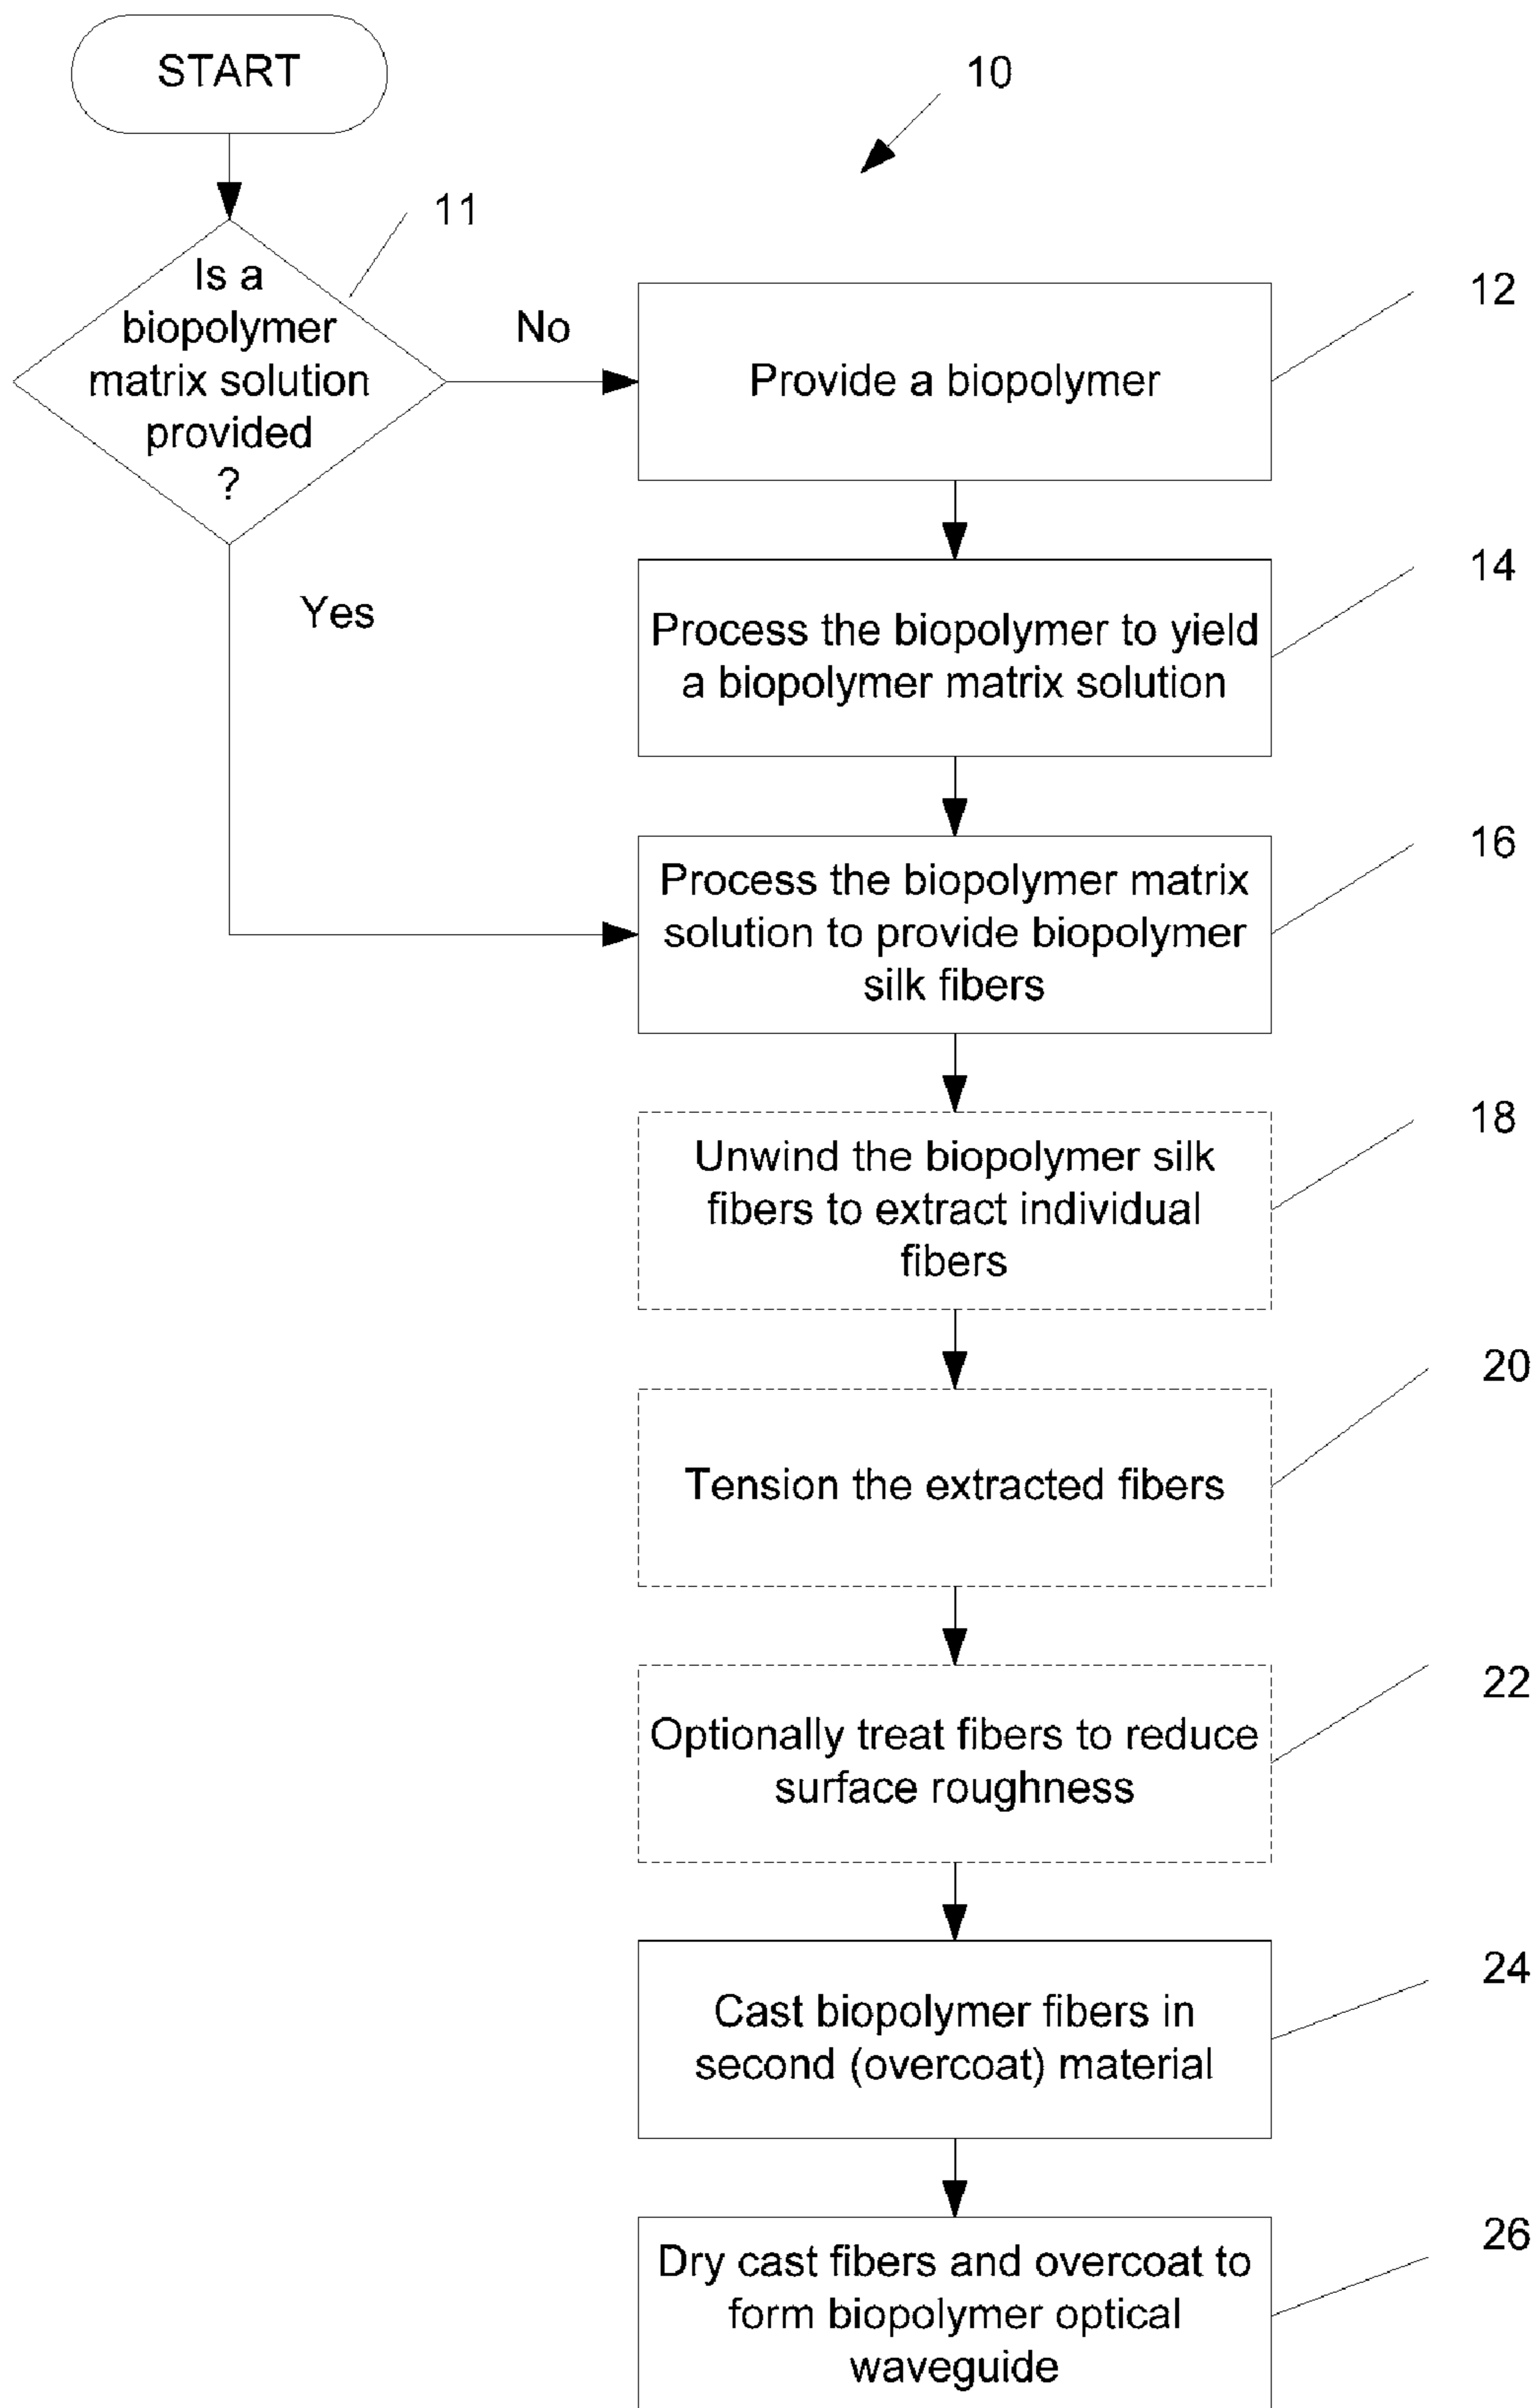 START
10
11
Is a
biopolymer
matrix solution
provided
?
No
Yes
12
Provide a biopolymer
14
Process the biopolymer to yield
a biopolymer matrix solution
16
Process the biopolymer matrix
solution to provide biopolymer
silk fibers
18
Unwind the biopolymer silk
fibers to extract individual
fibers
20
Tension the extracted fibers
22
Optionally treat fibers to reduce
surface roughness
24
Cast biopolymer fibers in
second (overcoat) material
26
Dry cast fibers and overcoat to
form biopolymer optical
waveguide